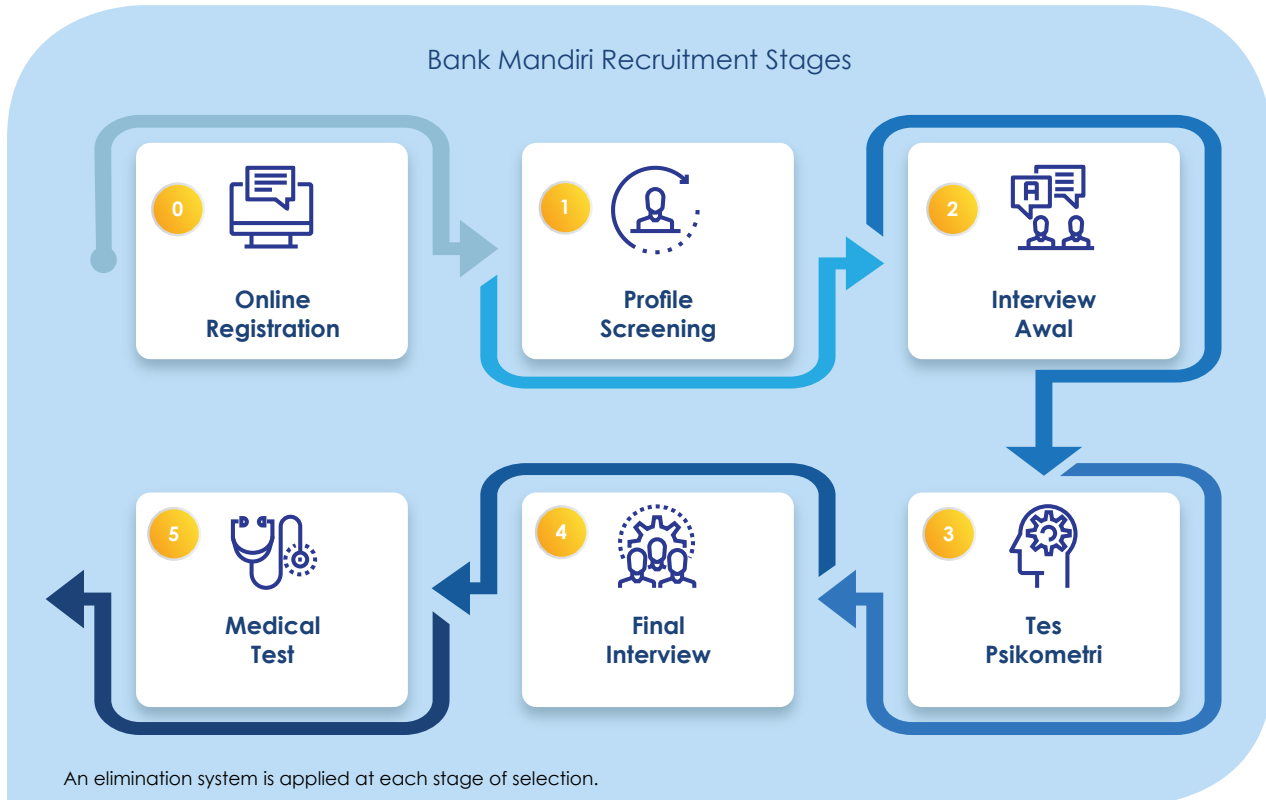 Bank Mandiri Recruitment Stages
0
Online
Registration
1
Profile
Screening
A
2
Interview
Awal
3
Tes
Psikometri
4
Final
Interview
5
Medical
Test
An elimination system is applied at each stage of selection.